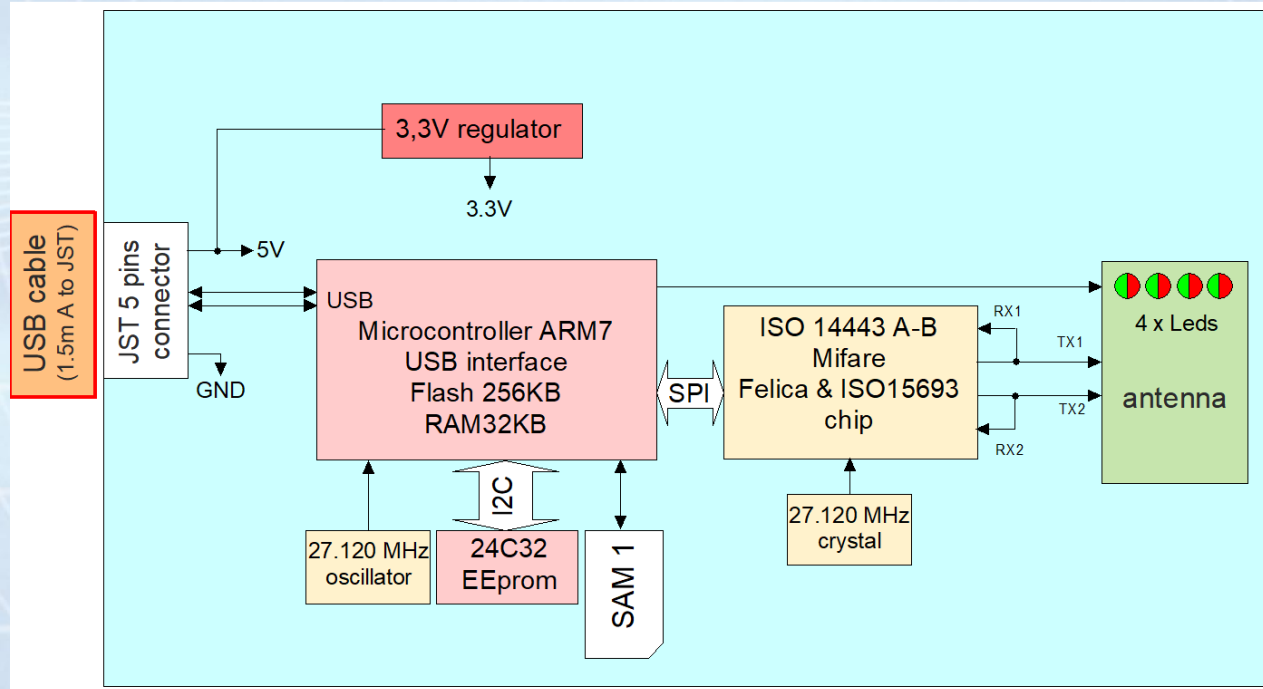 USB cable
(1.5m A to JST)
JST 5 pins
connector
3,3V regulator
3.3V
5V
GND
USB
Microcontroller ARM7
USB interface
Flash 256KB
RAM32KB
SPI
ISO 14443 A-B
Mifare
Felica & ISO15693
chip
RX1
TX1
TX2
RX2
4 x Leds
antenna
27.120 MHz
oscillator
I2C
24C32
EEprom
SAM 1
27.120 MHz
crystal